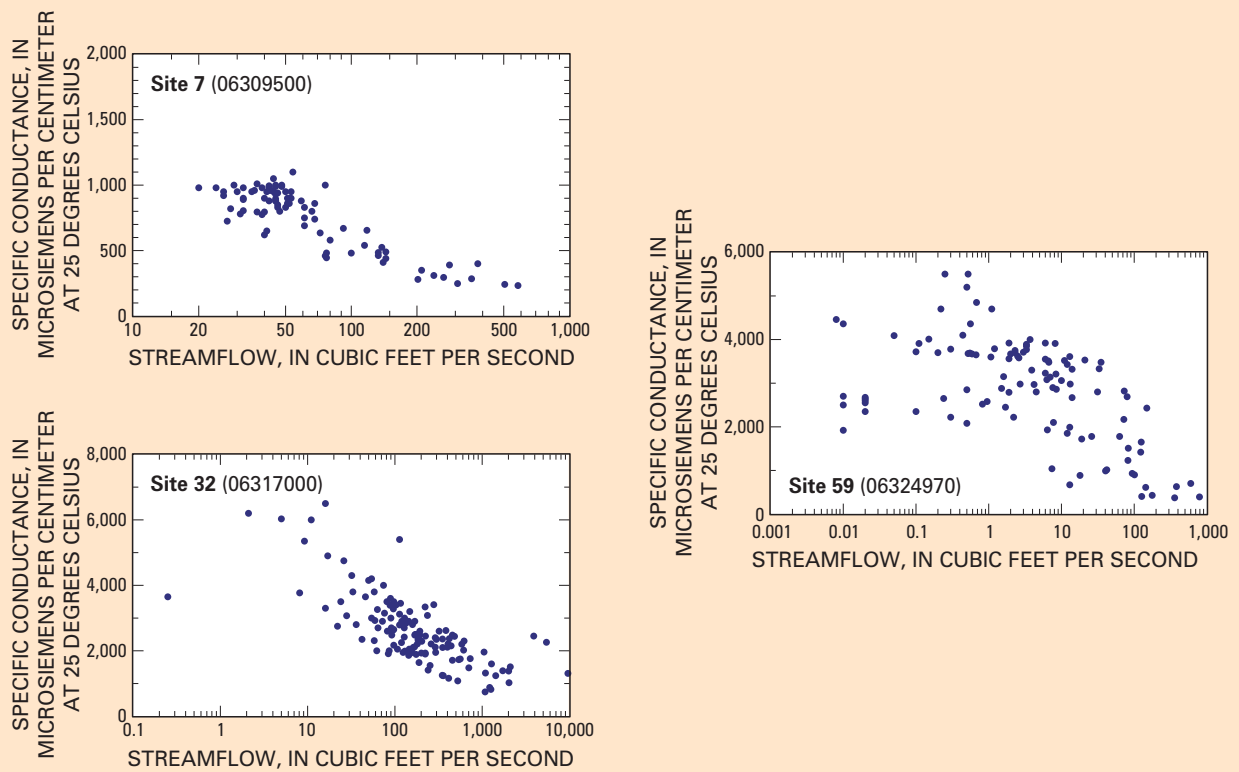 SPECIFIC CONDUCTANCE, IN
MICROSIEMENS PER CENTIMETER
AT 25 DEGREES CELSIUS
2,000
1,500
1,000
500
0
Site 7 (06309500)
10
20
50
100
200
500
1,000
STREAMFLOW, IN CUBIC FEET PER SECOND
SPECIFIC CONDUCTANCE, IN
MICROSIEMENS PER CENTIMETER
AT 25 DEGREES CELSIUS
8,000
6,000
4,000
2,000
0
Site 32 (06317000)
0.1
1
10
100
1,000
10,000
STREAMFLOW, IN CUBIC FEET PER SECOND
SPECIFIC CONDUCTANCE, IN
MICROSIEMENS PER CENTIMETER
AT 25 DEGREES CELSIUS
6,000
4,000
2,000
0
Site 59 (06324970)
0.001
0.01
0.1
1
10
100
1,000
STREAMFLOW, IN CUBIC FEET PER SECOND